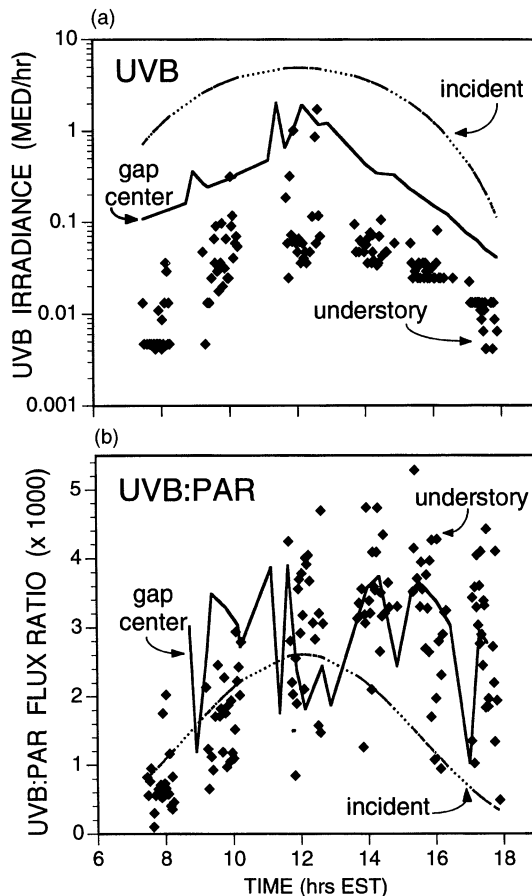 (a)
10
UVB
incident
1
gap
center
0.1
0.01
understory
0.001
UVB IRRADIANCE (MED/hr)
(b)
5
UVB:PAR
understory
4
gap
center
3
2
1
incident
0
UVB:PAR FLUX RATIO (x 1000)
6 8 10 12 14 16 18
TIME (hrs EST)